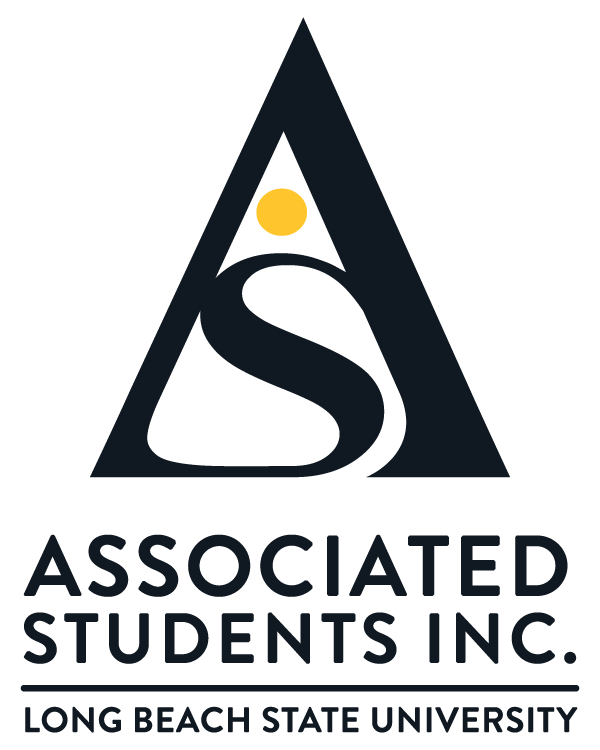 ASSOCIATED
STUDENTS INC.
LONG BEACH STATE UNIVERSITY